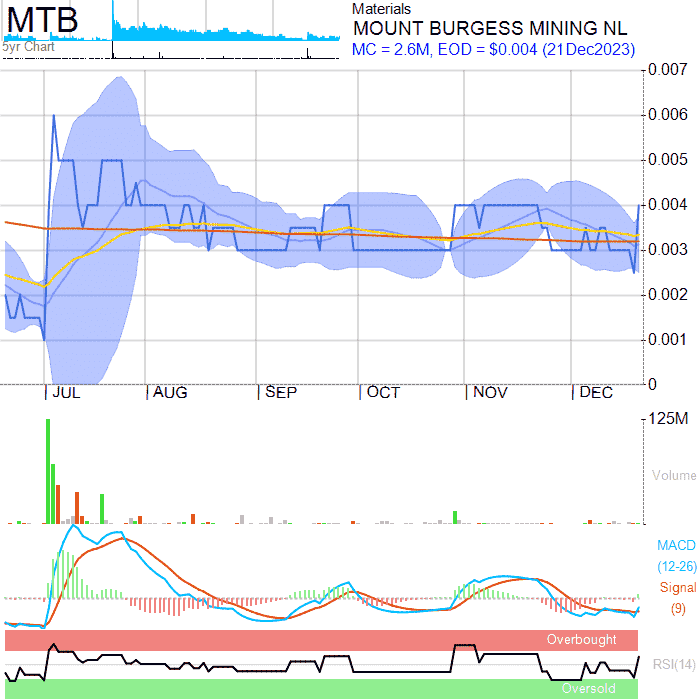 MTB
5yr Chart
Materials
MOUNT BURGESS MINING NL
MC = 2.6M, EOD = $0.004 (21Dec2023)
0.007
0.006
0.005
0.004
0.003
0.002
0.001
0
JUL
AUG
SEP
OCT
NOV
DEC
125M
Volume
MACD
(12-26)
Signal
(9)
Overbought
RSI(14)
Oversold